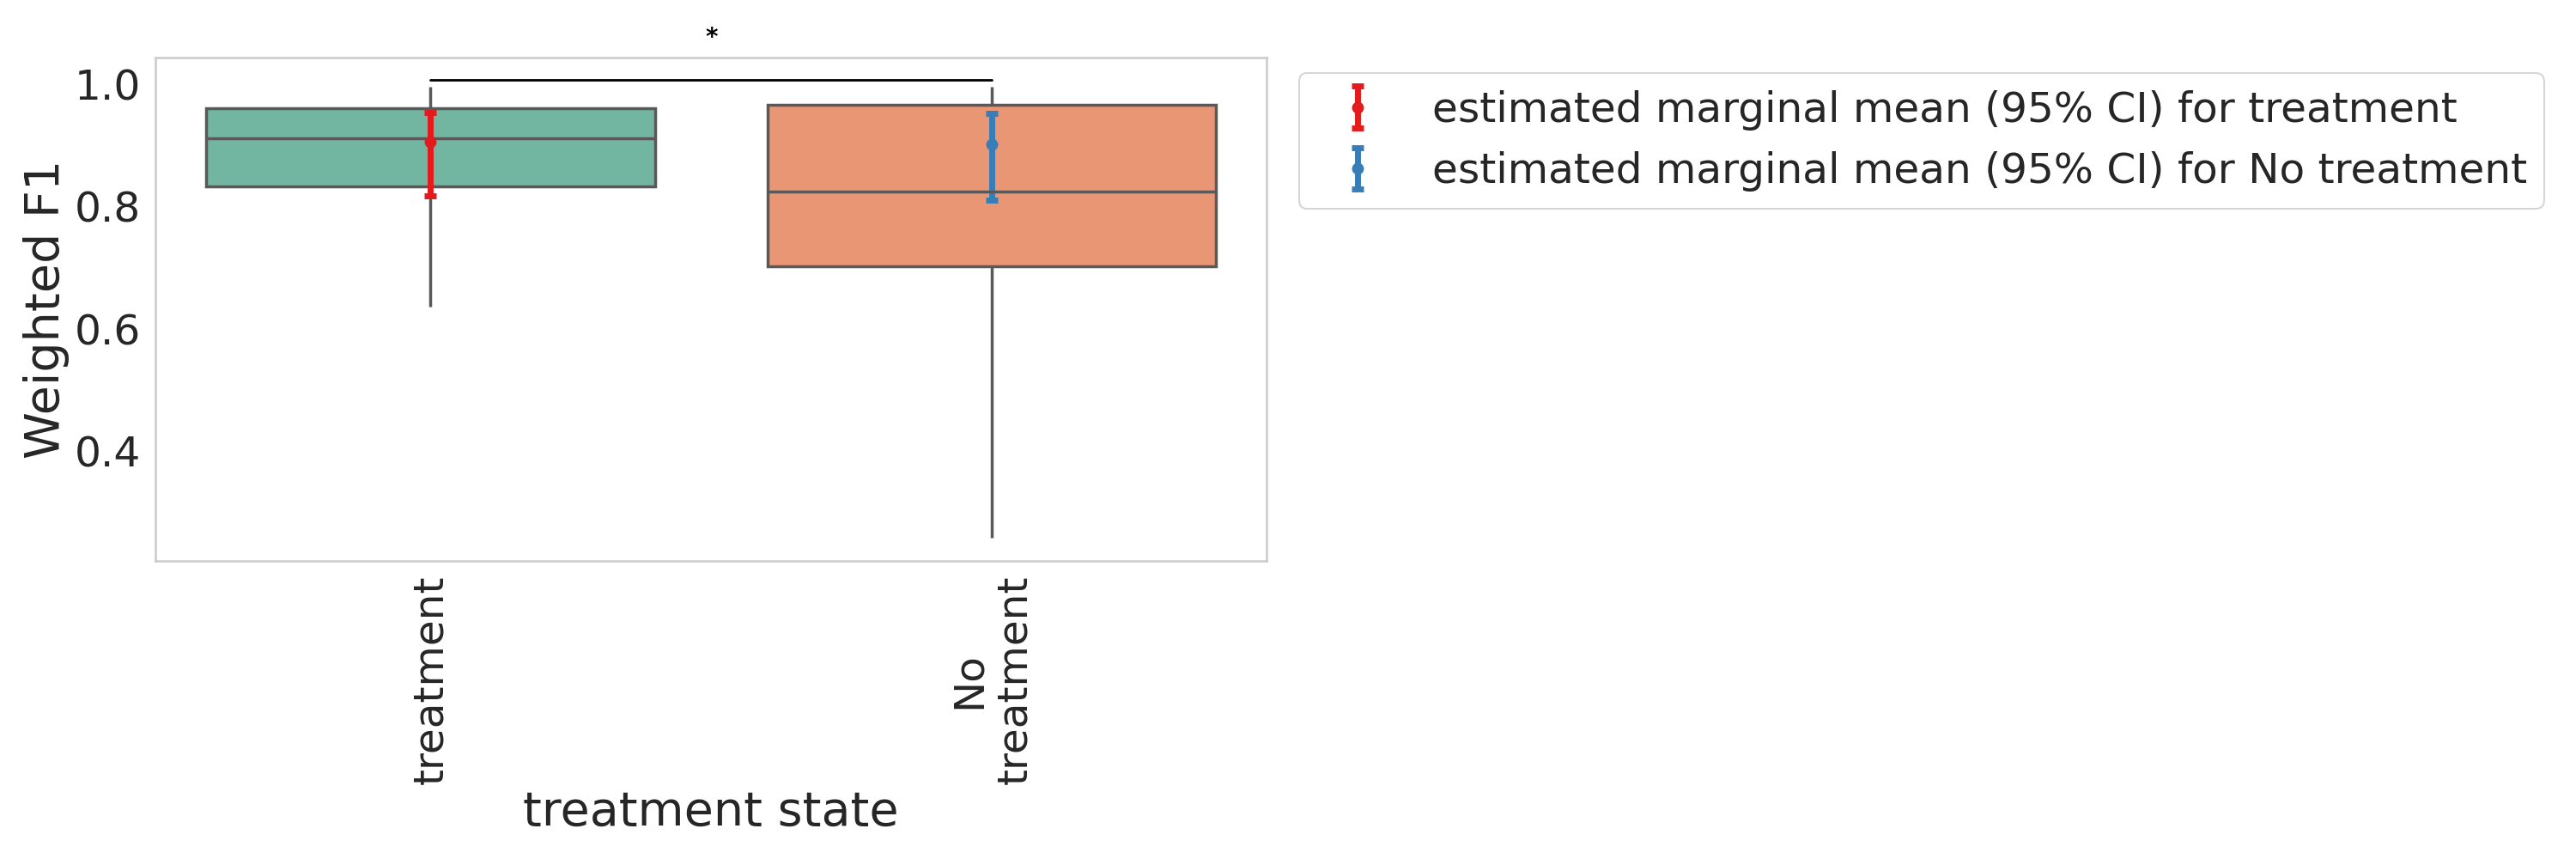 *
1.0
0.8
0.6
0.4
Weighted F1
treatment
No
treatment
treatment state
estimated marginal mean (95% CI) for treatment
estimated marginal mean (95% CI) for No treatment